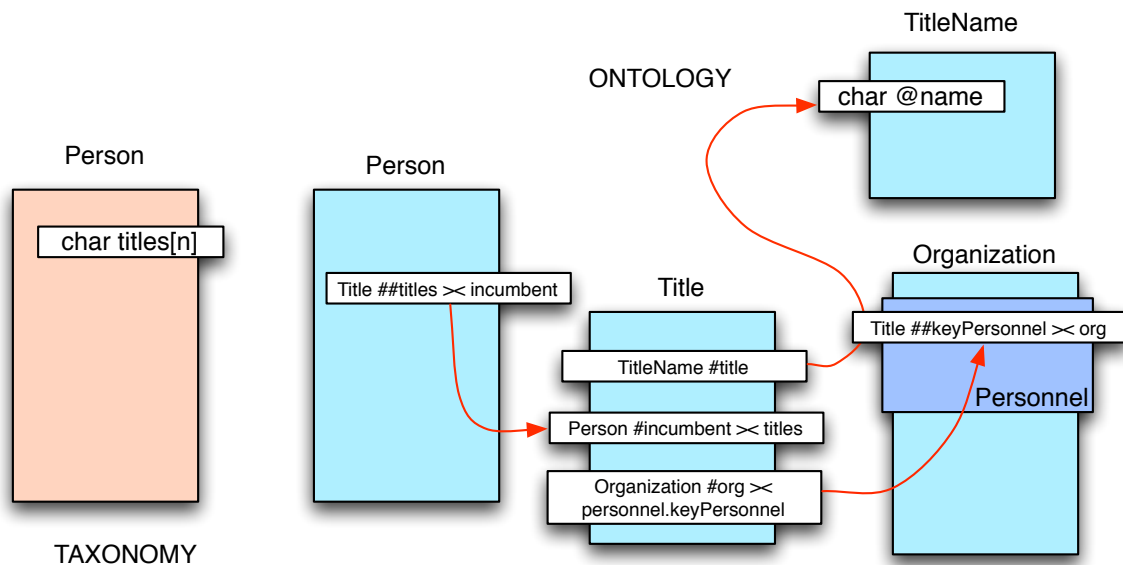 TitleName
ONTOLOGY
char @name
Person
char titles[n]
TAXONOMY
Person
Title ##titles >< incumbent
Title
TitleName #title
Person #incumbent >< titles
Organization #org ><
personnel.keyPersonnel
Organization
Title ##keyPersonnel >< org
Personnel